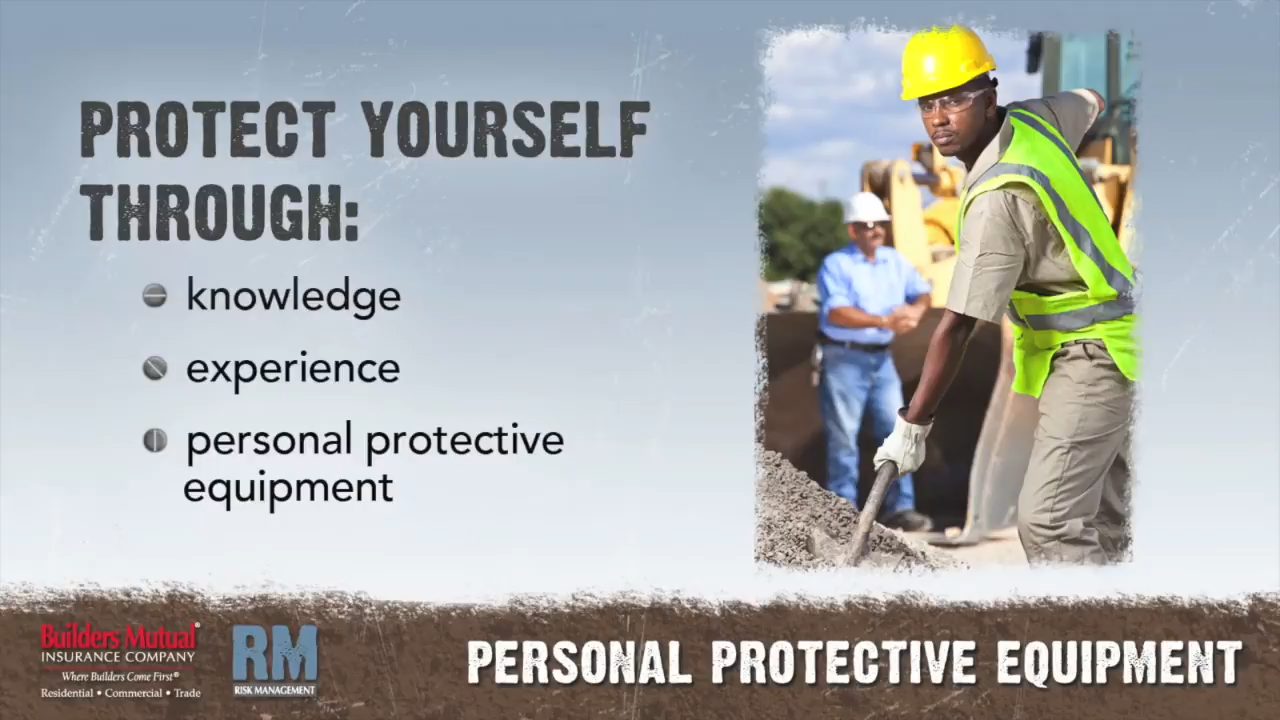 PROTECT YOURSELF
THROUGH:
knowledge
experience
personal protective
equipment
Builders Mutual®
INSURANCE COMPANY
Where Builders Come First®
Residential • Commercial • Trade
RM
RISK MANAGEMENT
PERSONAL PROTECTIVE EQUIPMENT